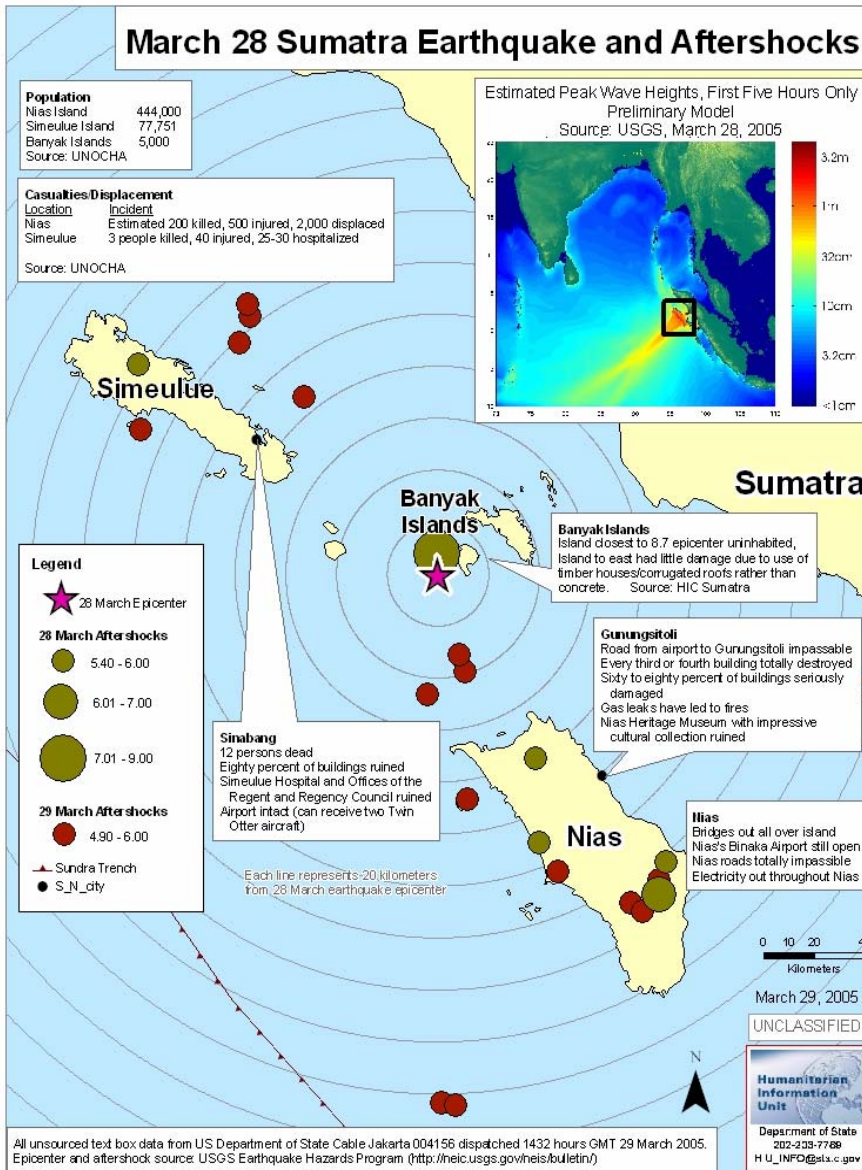 March 28 Sumatra Earthquake and Aftershocks
Population
Nias Island 444,000
Simeulue Island 77,751
Banyak Islands 5,000
Source: UNOCHA
Casualties/Displacement
Location Incident
Nias Estimated 200 killed, 500 injured, 2,000 displaced
Simeulue 3 people killed, 40 injured, 25-30 hospitalized
Source: UNOCHA
Estimated Peak Wave Heights, First Five Hours Only
Preliminary Model
Source: USGS, March 28, 2005
3.2m
1m
32cm
10cm
3.2cm
<1cm
Simeulue
Banyak
Islands
Sumatra
Banyak Islands
Island closest to 8.7 epicenter uninhabited,
Island to east had little damage due to use of
timber houses/corrugated roofs rather than
concrete. Source: HIC Sumatra
Legend
28 March Epicenter
28 March Aftershocks
5.40 - 6.00
6.01 - 7.00
7.01 - 9.00
29 March Aftershocks
4.90 - 6.00
Sundra Trench
S_N_city
Gunungsitoli
Road from airport to Gunungsitoli impassable
Every third or fourth building totally destroyed
Sixty to eighty percent of buildings seriously
damaged
Gas leaks have led to fires
Nias Heritage Museum with impressive
cultural collection ruined
Sinabang
12 persons dead
Eighty percent of buildings ruined
Simeulue Hospital and Offices of the
Regent and Regency Council ruined
Airport intact (can receive two Twin
Otter aircraft)
Nias
Nias
Bridges out all over island
Nias's Binaka Airport still open
Nias roads totally impassible
Electricity out throughout Nias
Each line represents 20 kilometers
from 28 March earthquake epicenter
0 10 20 4
Kilometers
March 29, 2005
UNCLASSIFIED
N
Humanitarian
Information
Unit
Department of State
202-203-7769
All unsourced text box data from US Department of State Cable Jakarta 004156 dispatched 1432 hours GMT 29 March 2005.
Epicenter and aftershock source: USGS Earthquake Hazards Program (http://neic.usgs.gov/neis/bulletin/)